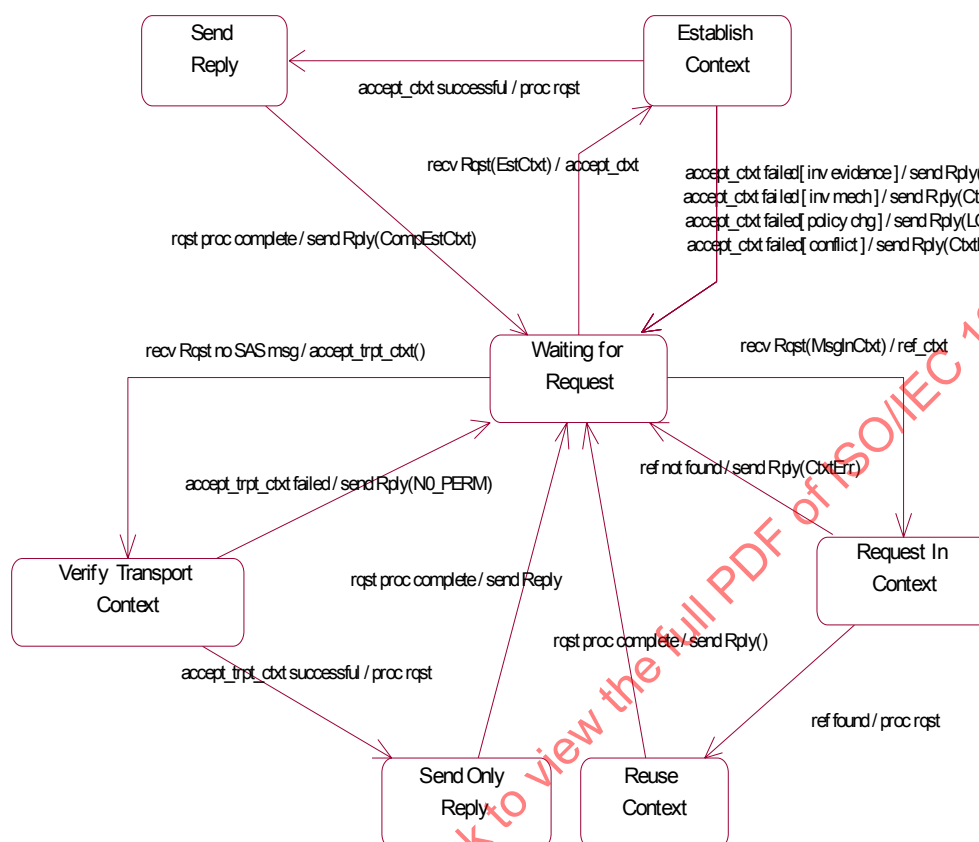 Send
Reply
Establish
Context
accept_ctxt successful / proc rqst
recv Rqst(EstCtxt) / accept_ctxt
accept_ctxt failed[ inv evidence ] / send Rply(
accept_ctxt failed[ inv mech ] / send Rply(Ct
accept_ctxt failed[ policy chg ] / send Rply(LO
accept_ctxt failed[ conflict ] / send Rply(Ctxt
rqst proc complete / send Rply(CompEstCtxt)
recv Rqst no SAS msg / accept_trpt_ctxt()
Waiting for
Request
recv Rqst(MsgInCtxt) / ref_ctxt
accept_trpt_ctxt failed / send Rply(N0_PERM)
ref not found / send Rply(CtxtErr)
Verify Transport
Context
rqst proc complete / send Reply
Request In
Context
rqst proc complete / send Rply()
accept_trpt_ctxt successful / proc rqst
ref found / proc rqst
Send Only
Reply
Reuse
Context
k to view the full PDF of ISO/IEC 1